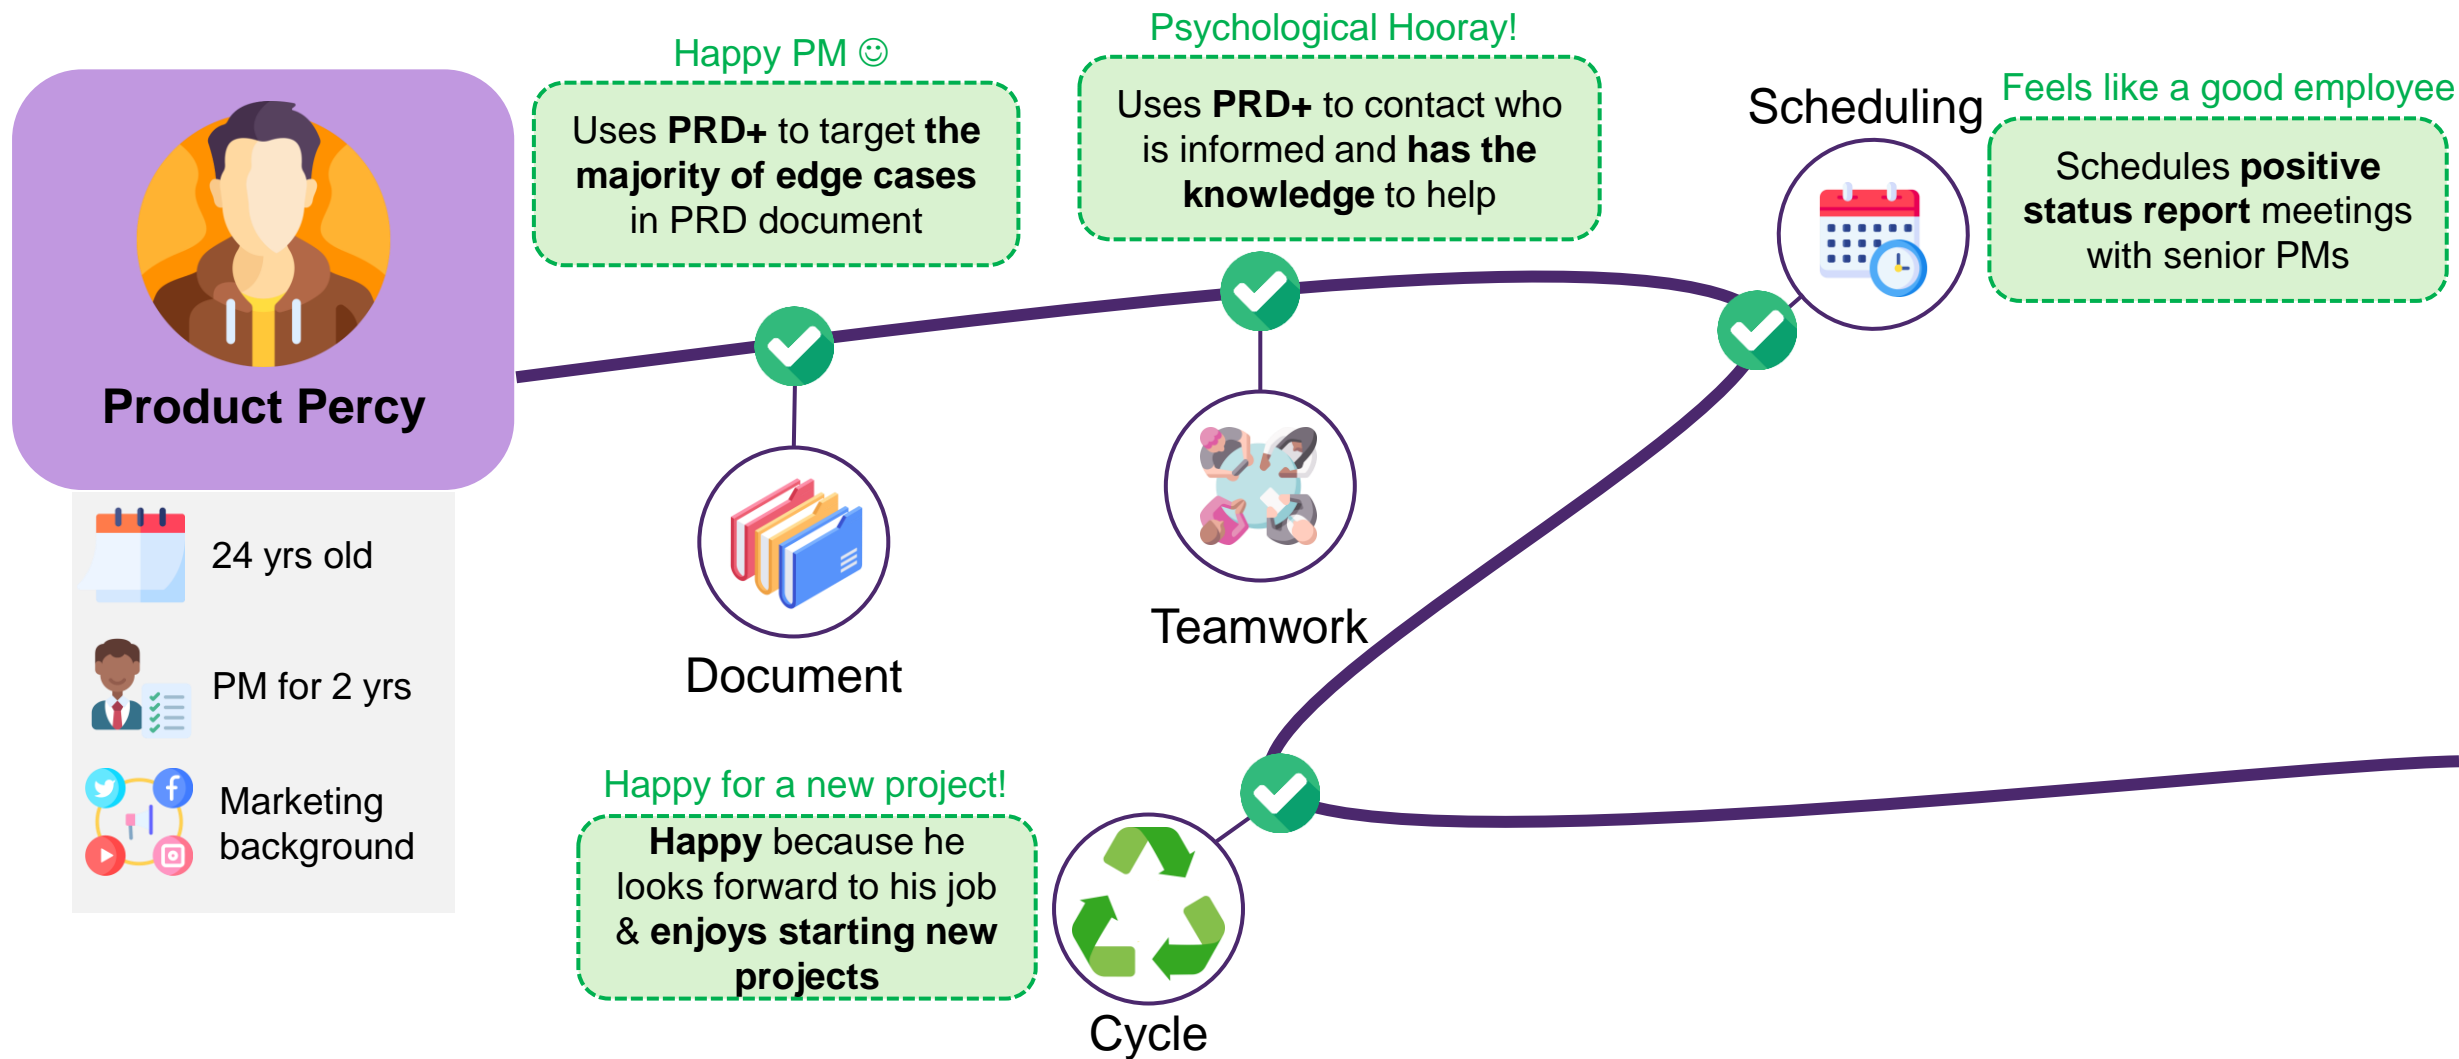 Product Percy
24 yrs old
PM for 2 yrs
Marketing
background
Happy PM ☺
Uses PRD+ to target the
majority of edge cases
in PRD document
Document
Psychological Hooray!
Uses PRD+ to contact who
is informed and has the
knowledge to help
Teamwork
Scheduling
Feels like a good employee
Schedules positive
status report meetings
with senior PMs
Happy for a new project!
Happy because he
looks forward to his job
& enjoys starting new
projects
Cycle